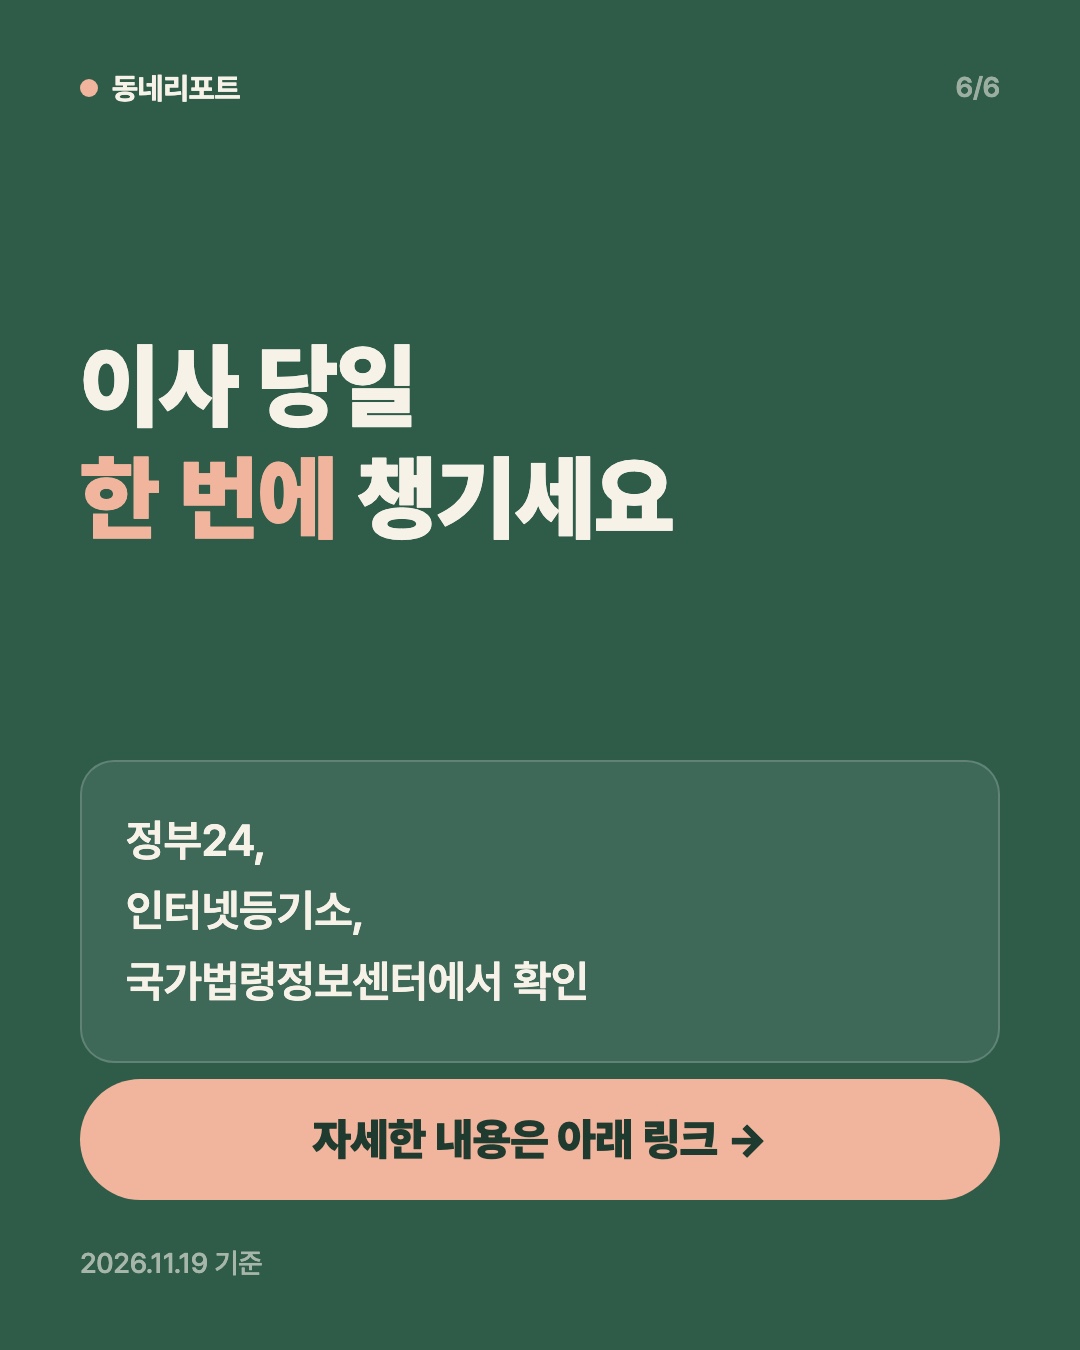 동네리포트
6/6
이사 당일
한 번에 챙기세요
정부24,
인터넷등기소,
국가법령정보센터에서 확인
자세한 내용은 아래 링크 →
2026.11.19 기준